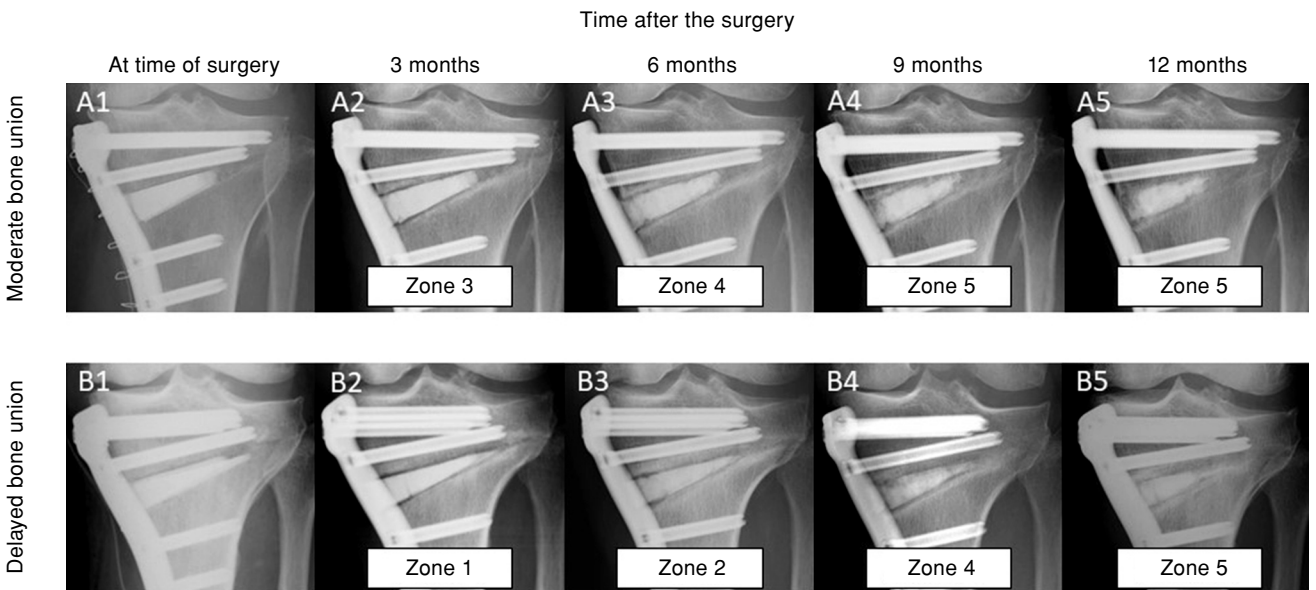 Time after the surgery
At time of surgery 3 months 6 months 9 months 12 months
Moderate bone union
A1 A2 A3 A4 A5
Zone 3 Zone 4 Zone 5 Zone 5
Delayed bone union
B1 B2 B3 B4 B5
Zone 1 Zone 2 Zone 4 Zone 5